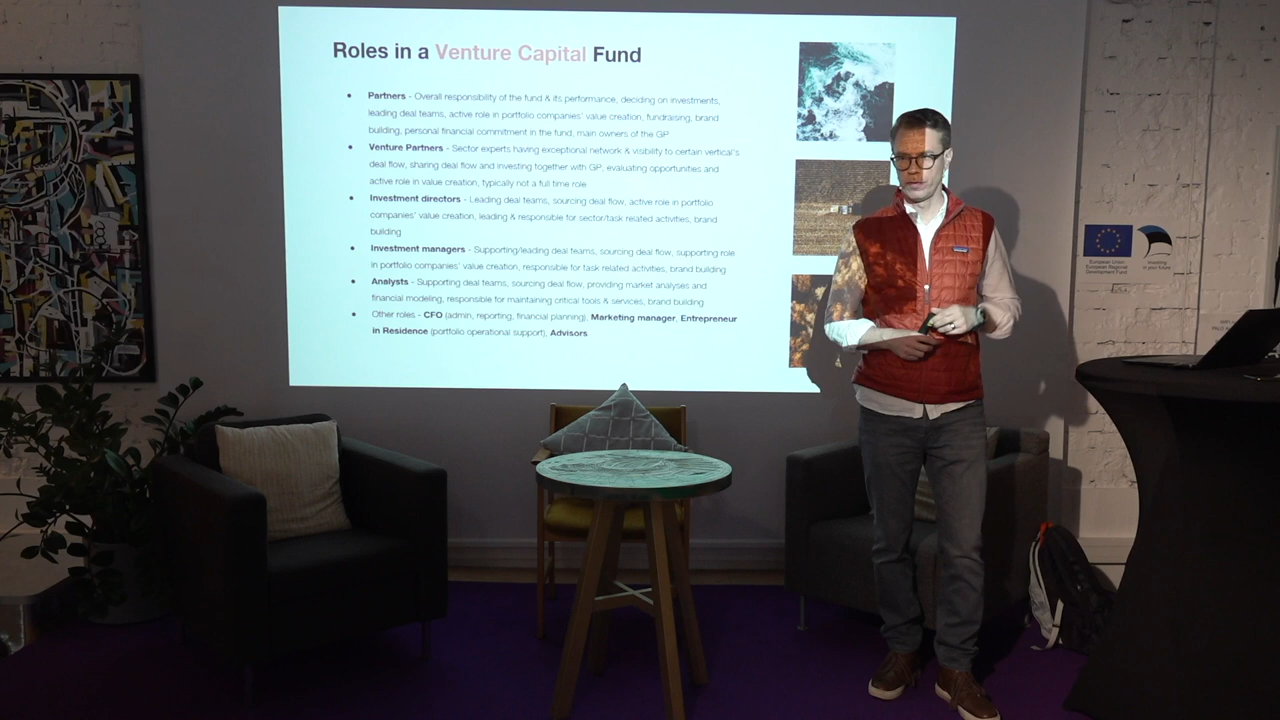 Roles in a Venture Capital Fund
• Partners - Overall responsibility of the fund & its performance, deciding on investments,
leading deal teams, active role in portfolio companies' value creation, fundraising, brand
building, personal financial commitment in the fund, main owners of the GP
• Venture Partners - Sector experts having exceptional network & visibility to certain vertical's
deal flow, sharing deal flow and investing together with GP, evaluating opportunities and
active role in value creation, typically not a full time role
• Investment directors - Leading deal teams, sourcing deal flow, active role in portfolio
companies' value creation, leading & responsible for sector/task related activities, brand
building
• Investment managers - Supporting/leading deal teams, sourcing deal flow, supporting role
in portfolio companies' value creation, responsible for task related activities, brand building
• Analysts - Supporting deal teams, sourcing deal flow, providing market analyses and
financial modeling, responsible for maintaining critical tools & services, brand building
• Other roles - CFO (admin, reporting, financial planning), Marketing manager, Entrepreneur
in Residence (portfolio operational support), Advisors
patagonia
European Union
European Regional
Development Fund
Investing
in your future